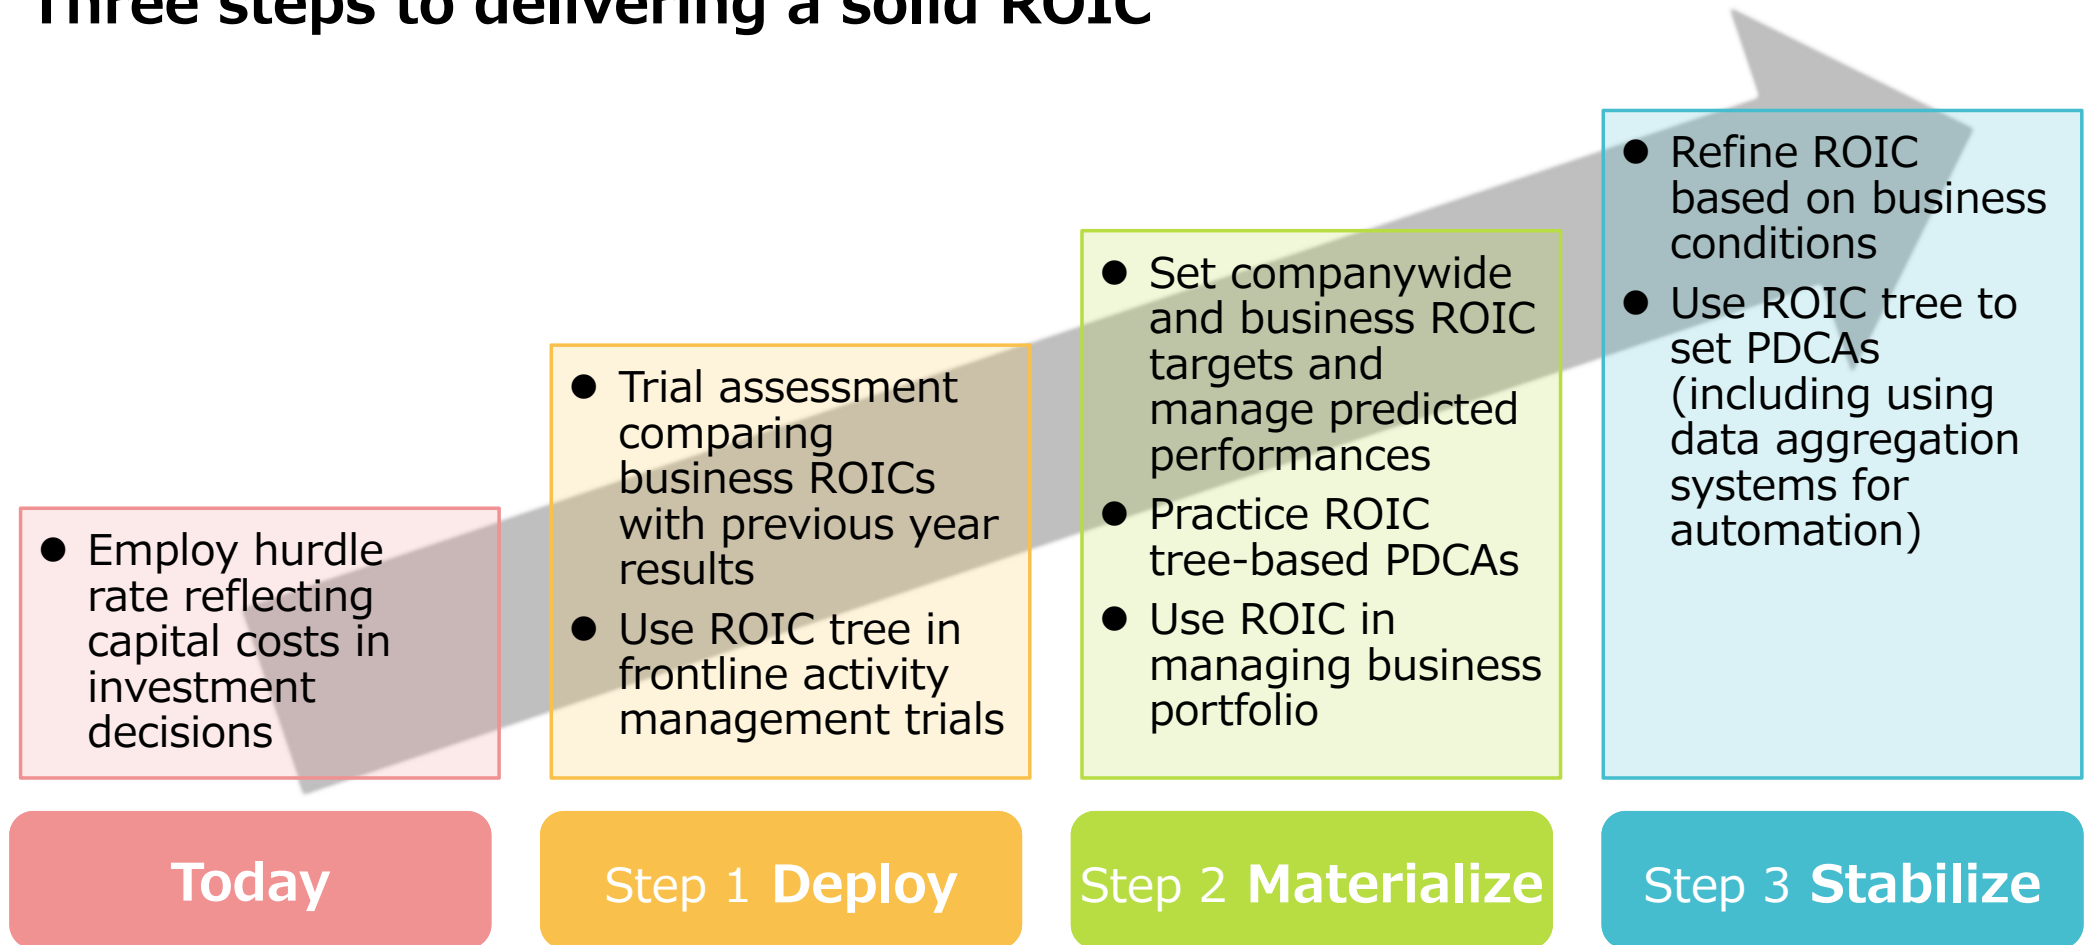 Three steps to delivering a solid ROIC
● Employ hurdle
rate reflecting
capital costs in
investment
decisions
● Trial assessment
comparing
business ROICs
with previous year
results
● Use ROIC tree in
frontline activity
management trials
● Set companywide
and business ROIC
targets and
manage predicted
performances
● Practice ROIC
tree-based PDCAs
● Use ROIC in
managing business
portfolio
● Refine ROIC
based on business
conditions
● Use ROIC tree to
set PDCAs
(including using
data aggregation
systems for
automation)
Today
Step 1 Deploy
Step 2 Materialize
Step 3 Stabilize